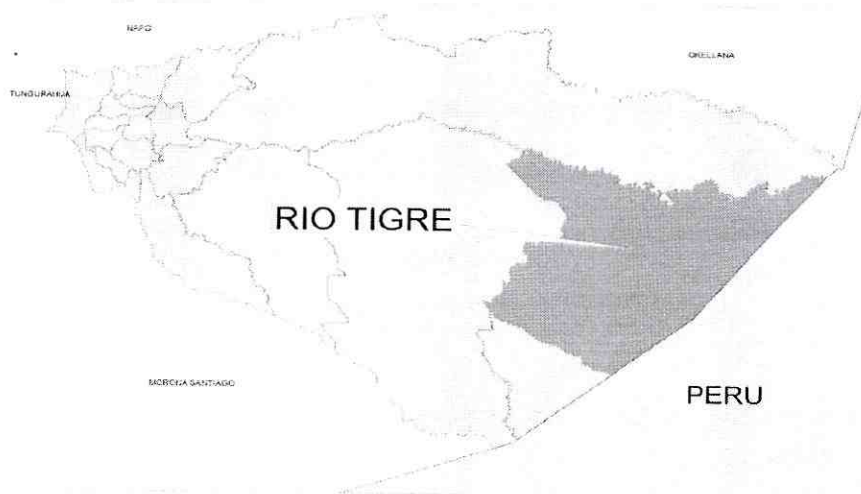 NAPO
ORELLANA
TUNGURAHUA
RIO TIGRE
MORONA SANTIAGO
PERU